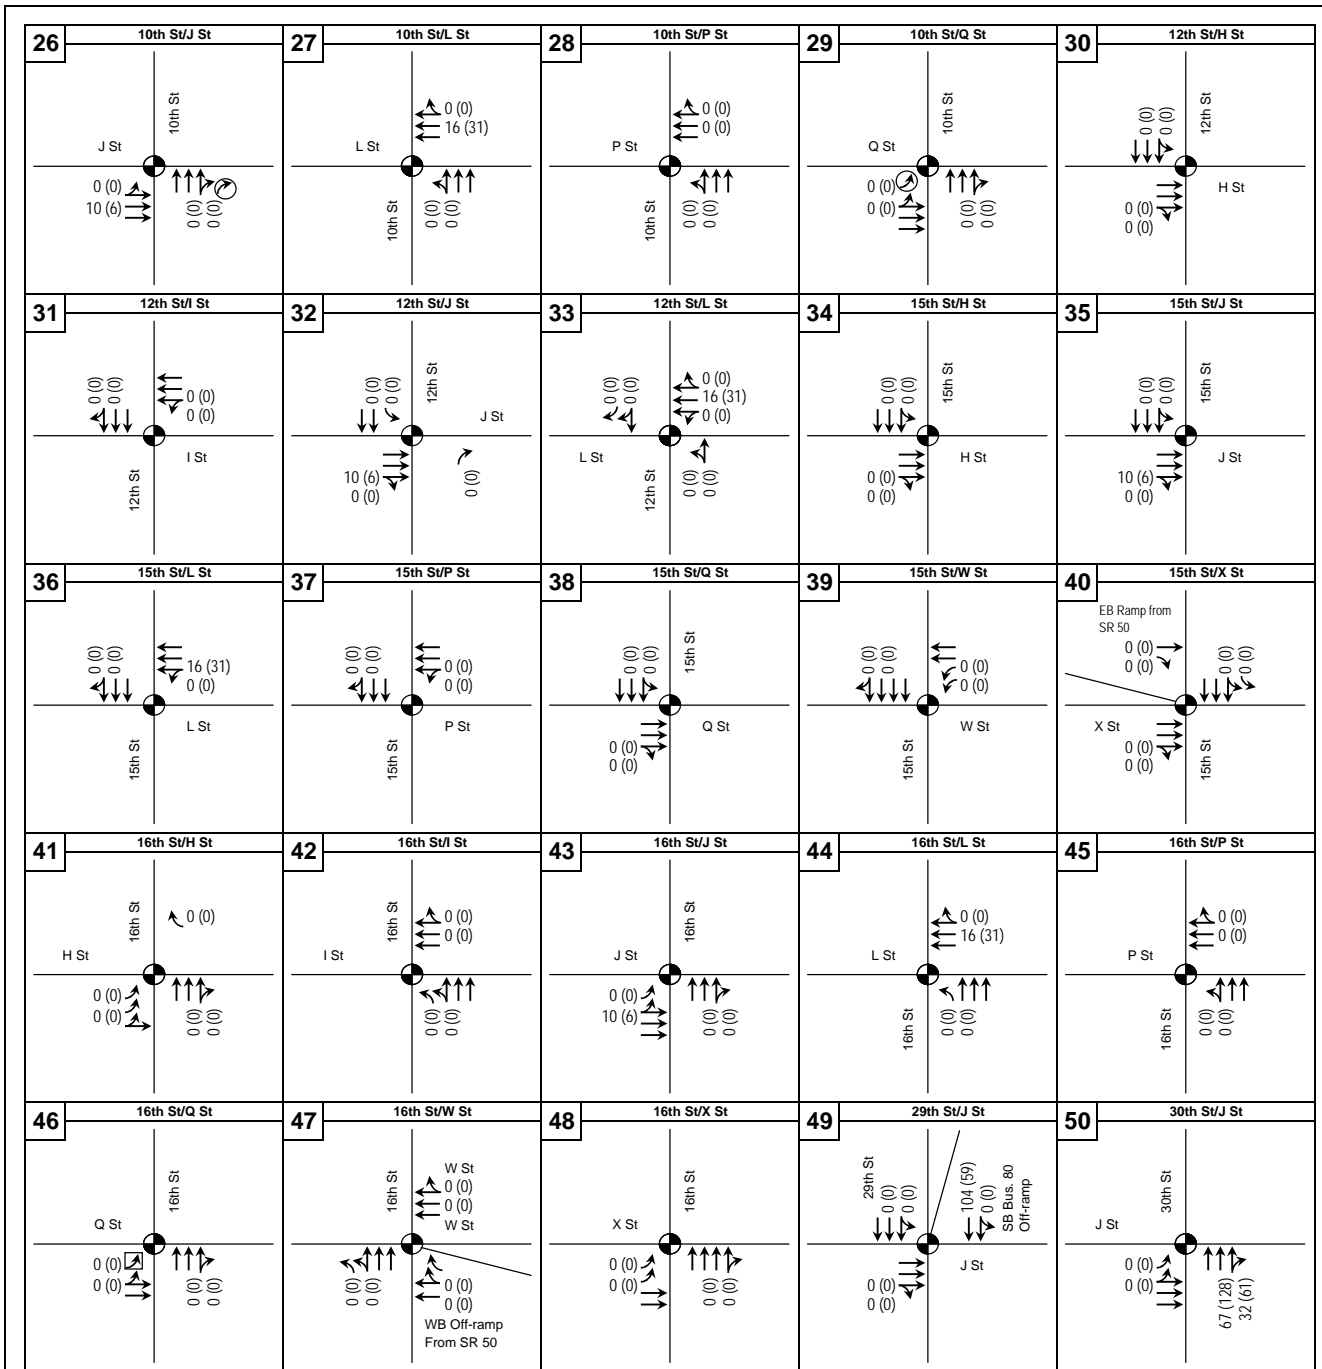 26
10th St/J St
10th St
J St
0 (0)
10 (6)
0 (0)
0 (0)
27
10th St/L St
0 (0)
16 (31)
L St
10th St
0 (0)
0 (0)
28
10th St/P St
0 (0)
0 (0)
P St
10th St
0 (0)
0 (0)
29
10th St/Q St
10th St
Q St
0 (0)
0 (0)
0 (0)
0 (0)
30
12th St/H St
0 (0)
0 (0)
12th St
H St
0 (0)
0 (0)
31
12th St/I St
0 (0)
0 (0)
0 (0)
0 (0)
I St
12th St
32
12th St/J St
0 (0)
0 (0)
12th St
J St
10 (6)
0 (0)
0 (0)
33
12th St/L St
0 (0)
0 (0)
0 (0)
16 (31)
0 (0)
L St
12th St
0 (0)
0 (0)
34
15th St/H St
0 (0)
0 (0)
15th St
H St
0 (0)
0 (0)
35
15th St/J St
0 (0)
0 (0)
15th St
J St
10 (6)
0 (0)
36
15th St/L St
0 (0)
0 (0)
16 (31)
0 (0)
L St
15th St
37
15th St/P St
0 (0)
0 (0)
0 (0)
0 (0)
P St
15th St
38
15th St/Q St
0 (0)
0 (0)
15th St
Q St
0 (0)
0 (0)
39
15th St/W St
0 (0)
0 (0)
0 (0)
0 (0)
W St
15th St
40
15th St/X St
EB Ramp from
SR 50
0 (0)
0 (0)
0 (0)
0 (0)
X St
0 (0)
0 (0)
15th St
41
16th St/H St
16th St
0 (0)
H St
0 (0)
0 (0)
0 (0)
0 (0)
42
16th St/I St
16th St
0 (0)
0 (0)
I St
0 (0)
0 (0)
43
16th St/J St
16th St
J St
0 (0)
10 (6)
0 (0)
0 (0)
44
16th St/L St
0 (0)
16 (31)
L St
16th St
0 (0)
0 (0)
45
16th St/P St
0 (0)
0 (0)
P St
16th St
0 (0)
0 (0)
46
16th St/Q St
16th St
Q St
0 (0)
0 (0)
0 (0)
0 (0)
47
16th St/W St
16th St
W St
0 (0)
0 (0)
W St
0 (0)
0 (0)
0 (0)
0 (0)
WB Off-ramp
From SR 50
48
16th St/X St
16th St
X St
0 (0)
0 (0)
0 (0)
0 (0)
49
29th St/J St
29th St
0 (0)
0 (0)
104 (59)
0 (0)
SB Bus. 80
Off-ramp
J St
0 (0)
0 (0)
50
30th St/J St
30th St
J St
0 (0)
0 (0)
67 (128)
32 (61)